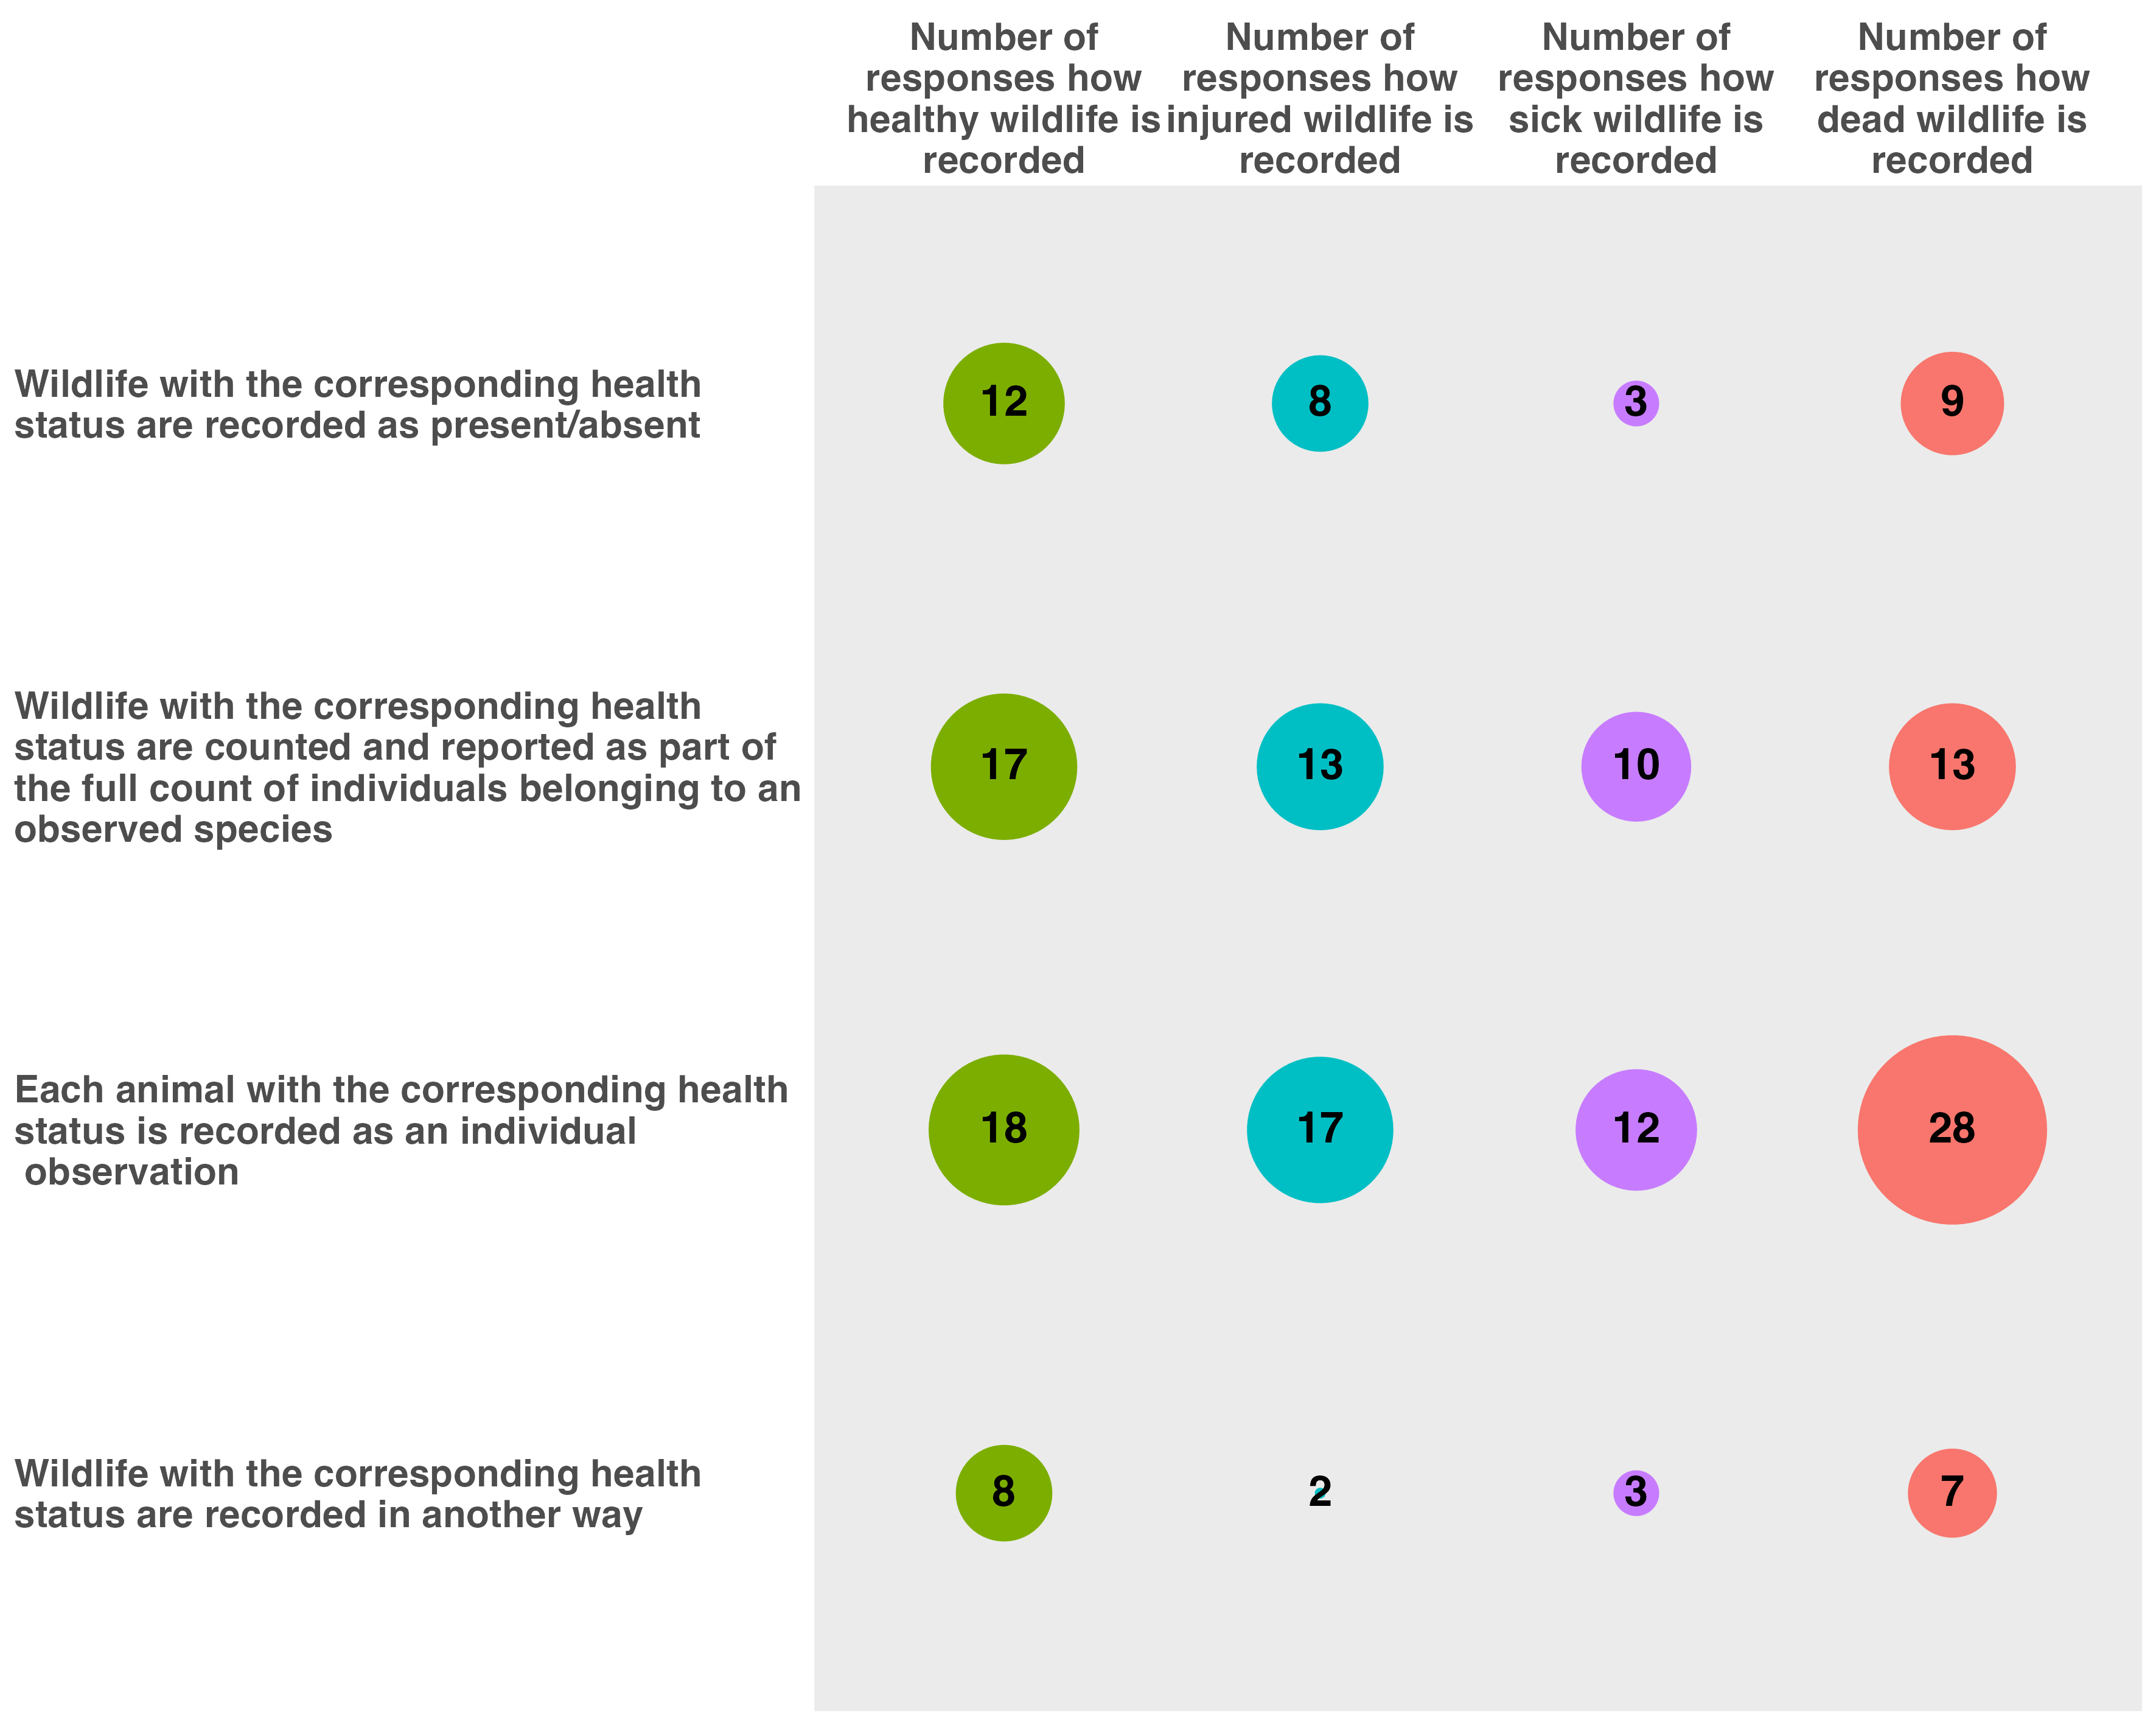 Number of
responses how
healthy wildlife is
recorded
Number of
responses how
injured wildlife is
recorded
Number of
responses how
sick wildlife is
recorded
Number of
responses how
dead wildlife is
recorded
Wildlife with the corresponding health
status are recorded as present/absent
12
8
3
9
Wildlife with the corresponding health
status are counted and reported as part of
the full count of individuals belonging to an
observed species
17
13
10
13
Each animal with the corresponding health
status is recorded as an individual
observation
18
17
12
28
Wildlife with the corresponding health
status are recorded in another way
8
2
3
7